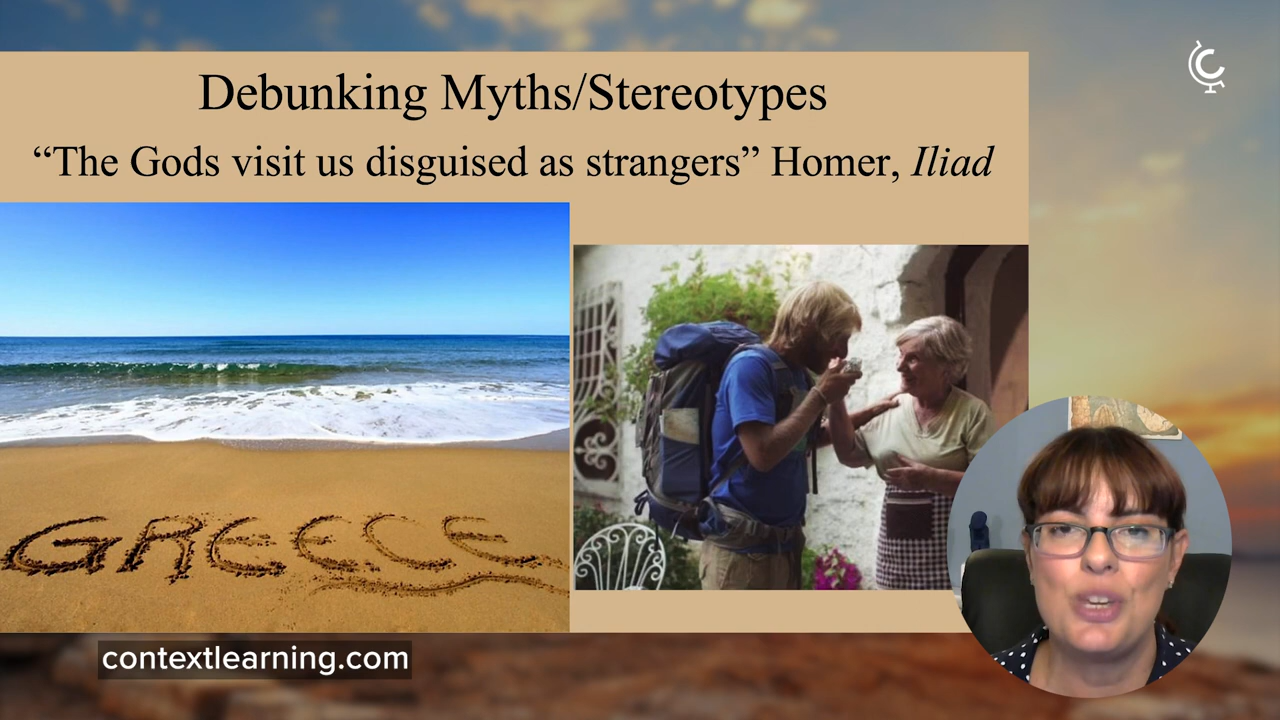 Debunking Myths/Stereotypes
“The Gods visit us disguised as strangers” Homer, Iliad
GREECE
contextlearning.com